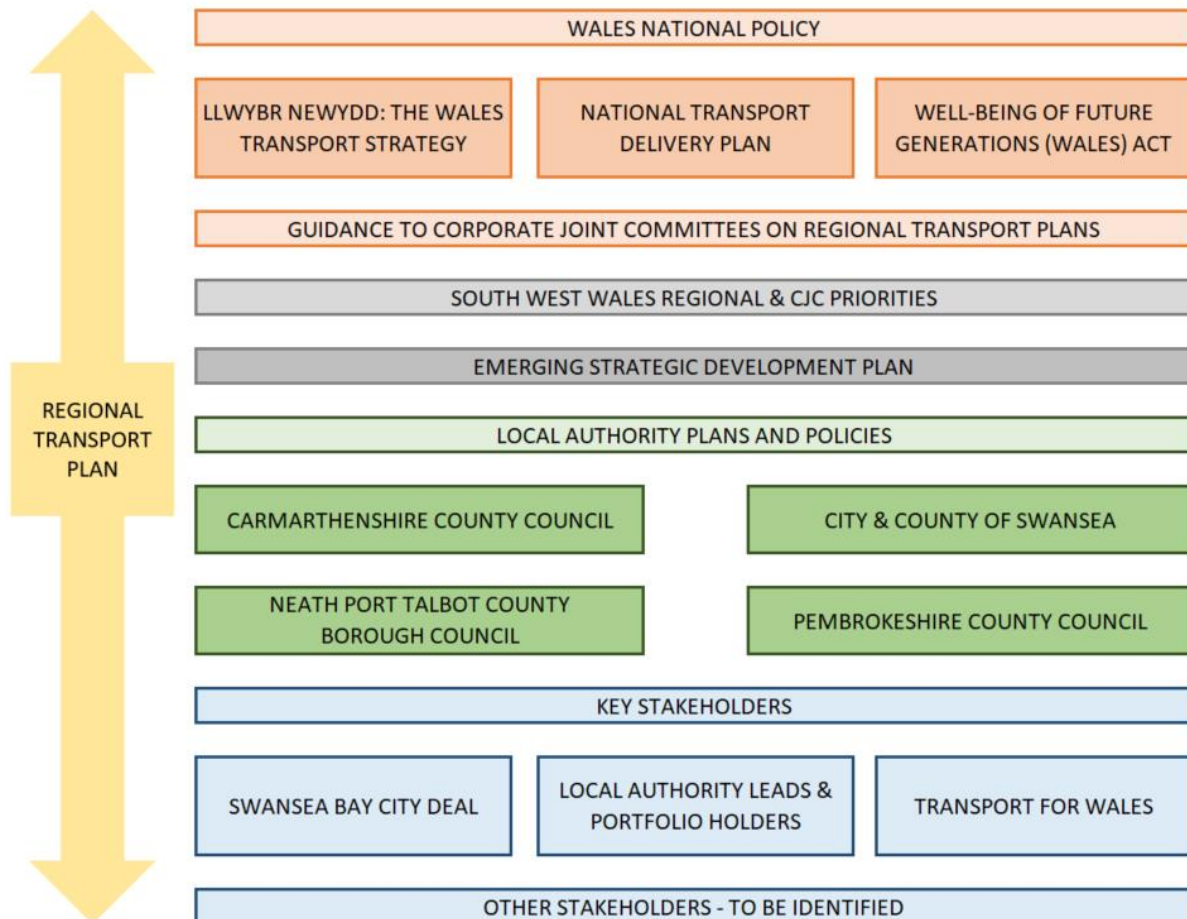 WALES NATIONAL POLICY
LLWYBR NEWYDD: THE WALES
TRANSPORT STRATEGY
NATIONAL TRANSPORT
DELIVERY PLAN
WELL-BEING OF FUTURE
GENERATIONS (WALES) ACT
GUIDANCE TO CORPORATE JOINT COMMITTEES ON REGIONAL TRANSPORT PLANS
SOUTH WEST WALES REGIONAL & CJC PRIORITIES
EMERGING STRATEGIC DEVELOPMENT PLAN
REGIONAL
TRANSPORT
PLAN
LOCAL AUTHORITY PLANS AND POLICIES
CARMARTHENSHIRE COUNTY COUNCIL
CITY & COUNTY OF SWANSEA
NEATH PORT TALBOT COUNTY
BOROUGH COUNCIL
PEMBROKESHIRE COUNTY COUNCIL
KEY STAKEHOLDERS
SWANSEA BAY CITY DEAL
LOCAL AUTHORITY LEADS &
PORTFOLIO HOLDERS
TRANSPORT FOR WALES
OTHER STAKEHOLDERS - TO BE IDENTIFIED